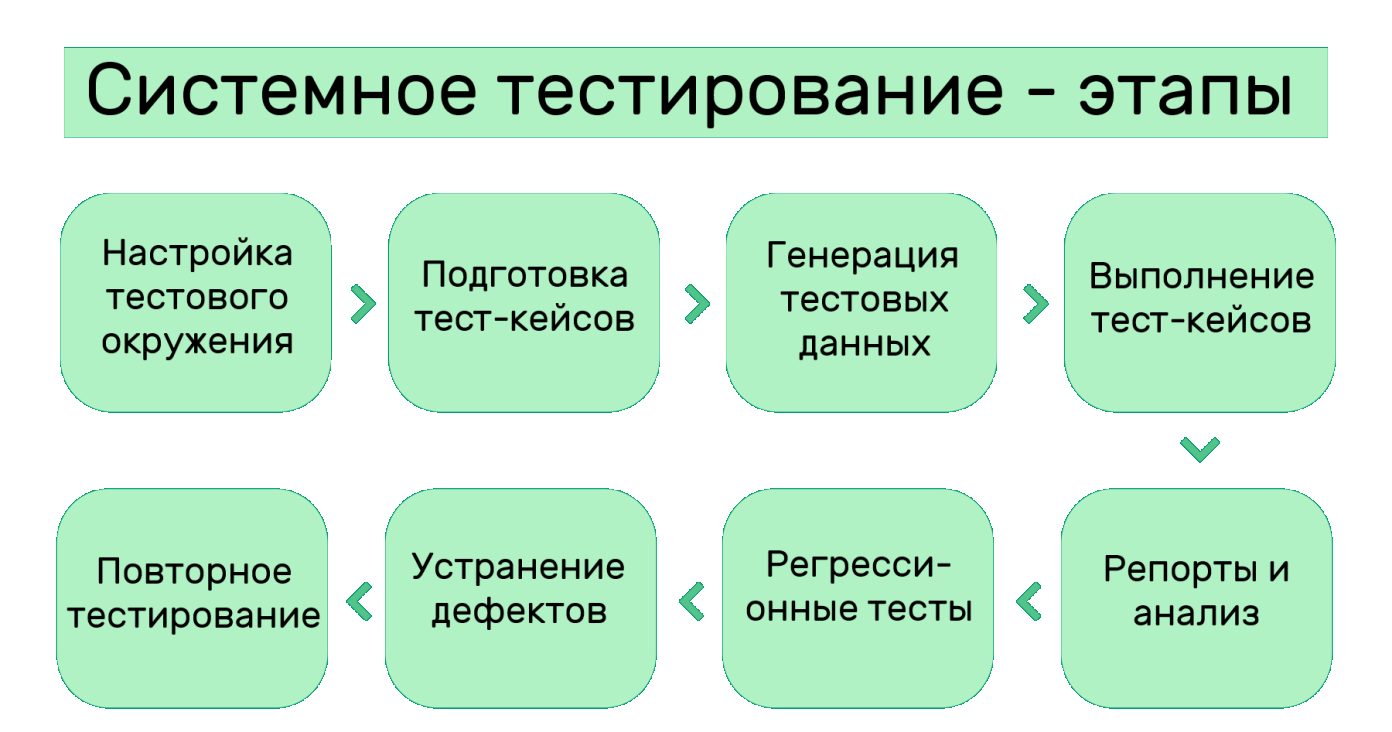 Системное тестирование - этапы
Настройка
тестового
окружения
Подготовка
тест-кейсов
Генерация
тестовых
данных
Выполнение
тест-кейсов
Репорты и
анализ
Регресси-
онные тесты
Устранение
дефектов
Повторное
тестирование